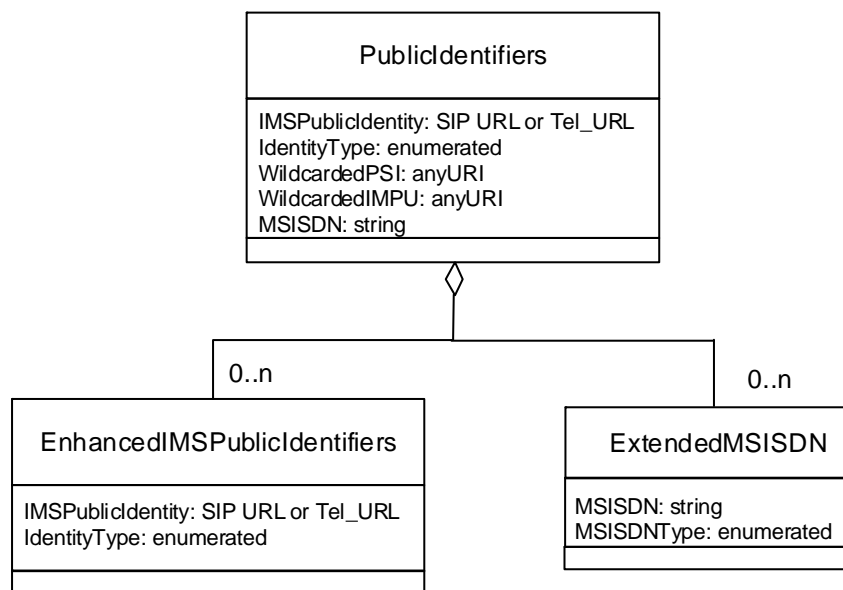 PublicIdentifiers
IMSPublicIdentity: SIP URL or Tel_URL
IdentityType: enumerated
WildcardedPSI: anyURI
WildcardedIMPU: anyURI
MSISDN: string
0..n
0..n
EnhancedIMSPublicIdentifiers
IMSPublicIdentity: SIP URL or Tel_URL
IdentityType: enumerated
ExtendedMSISDN
MSISDN: string
MSISDNType: enumerated